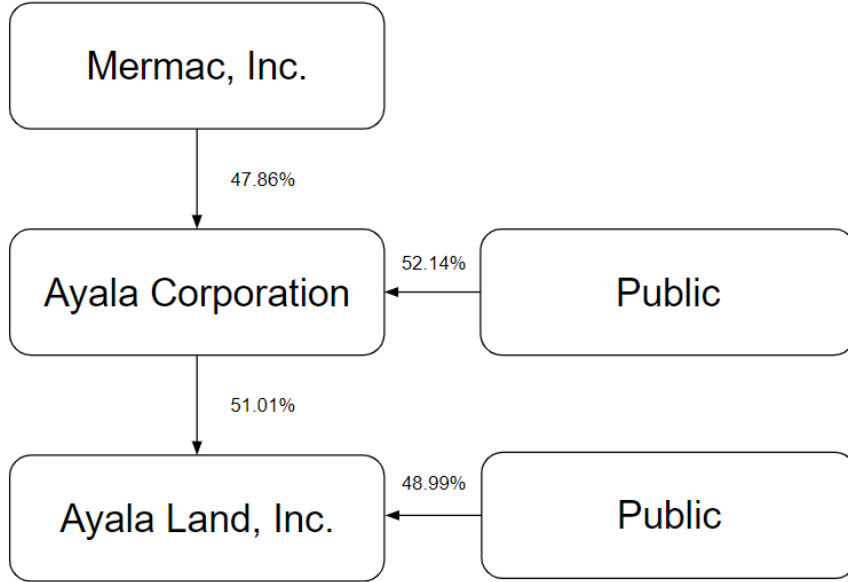 Mermac, Inc.
47.86%
Ayala Corporation
52.14%
Public
51.01%
Ayala Land, Inc.
48.99%
Public